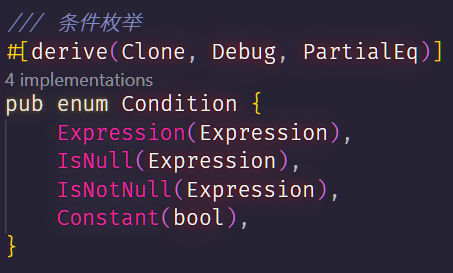 /// 条件枚举
#[derive(Clone, Debug, PartialEq)]
4 implementations
pub enum Condition {
    Expression(Expression),
    IsNull(Expression),
    IsNotNull(Expression),
    Constant(bool),
}